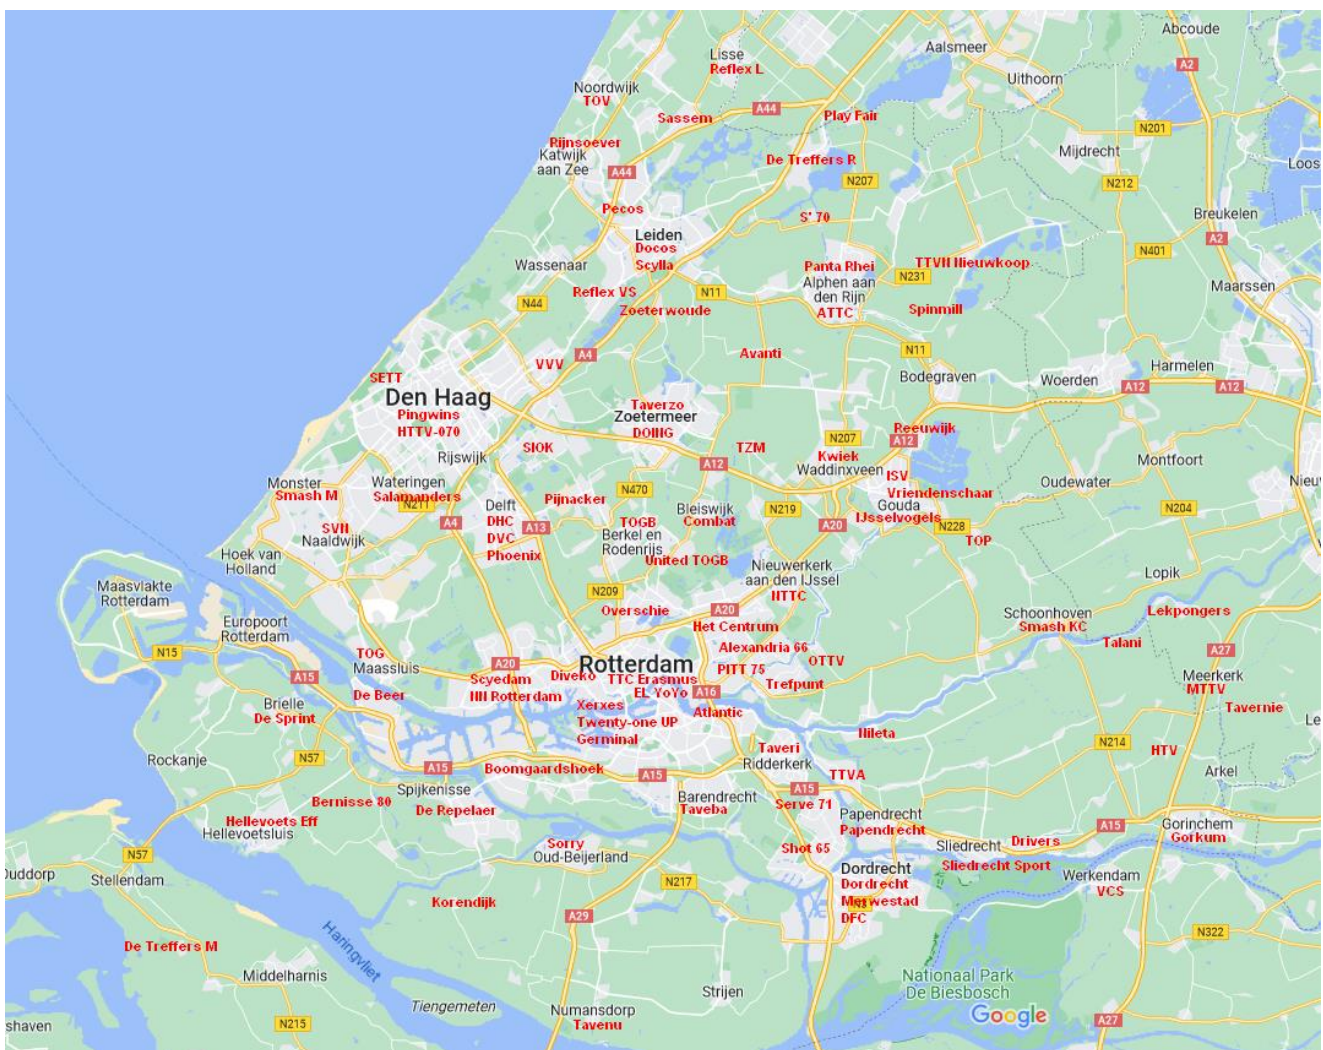 Abcoude
Lisse
Aalsmeer
A2
Reflex L
Uithoorn
Noordwijk
TOV
A44
Sassem
Play Fair
N201
Rijnsoever
Katwijk
aan Zee
De Treffers R
Mijdrecht
Loos
A44
N207
N212
Pecos
S' 70
Breukelen
Leiden
A2
Docos
N401
Wassenaar
Scylla
Panta Rhei
TTVN Nieuwkoop
N231
Alphen aan
den Rijn
Maarssen
Reflex VS
N11
N44
Zoeterwoude
ATTC
Spinmill
A4
VVV
Avanti
N11
Harmelen
SETT
Bodegraven
Woerden
A12
A12
Den Haag
Taverzo
Pingwins
Zoetermeer
HTTV-070
DOING
Reeuwijk
N207
A12
SIOK
TZM
Kwiek
Rijswijk
A12
Waddinxveen
Montfoort
ISV
Monster
Wateringen
Oudewater
Smash M
Salamanders
N211
Pijnacker
N470
Vriendenschaar
Delft
Gouda
Bleiswijk
N219
N204
DHC
TOGB
Combat
IJsselvogels
A4
A13
A20
N228
SVN
Naaldwijk
DVC
Berkel en
Rodenrijs
TOP
Hoek van
Holland
Phoenix
United TOGB
Nieuwerkerk
aan den IJssel
Lopik
Maasvlakte
Rotterdam
N209
NTTC
Overschie
A20
Schoonhoven
Lekpongers
Europoort
Rotterdam
Het Centrum
Smash KC
N15
TOG
Alexandria 66
Talani
A27
Maassluis
A20
Rotterdam
OTTV
A15
Scyedam
Diveko
PITT 75
Meerkerk
TTC Erasmus
Trefpunt
De Beer
NN Rotterdam
EL YoYo
A16
MTTV
Brielle
Xerxes
Tavernie
De Sprint
Twenty-one UP
Atlantic
Germinal
Nileta
Le
N57
Taveri
N214
HTV
Rockanje
Boomgaardshoek
Ridderkerk
A15
A15
TTVA
Arkel
Spijkenisse
A15
Bernisse 80
Barendrecht
Serve 71
De Repelaer
Taveba
Papendrecht
Hellevoets Eff
Papendrecht
A15
Gorinchem
Hellevoetsluis
Sorry
Shot 65
Sliedrecht
Drivers
Gorkum
N57
Oud-Beijerland
Dordrecht
Sliedrecht Sport
Ouddorp
Stellendam
N217
Dordrecht
Werkendam
VCS
Korendijk
Merwestad
N3
A29
DFC
N322
De Treffers M
Haringvliet
Middelharnis
Nationaal Park
De Biesbosch
Strijen
Tiengemeten
Numansdorp
Google
shaven
N215
Tavenu
A27